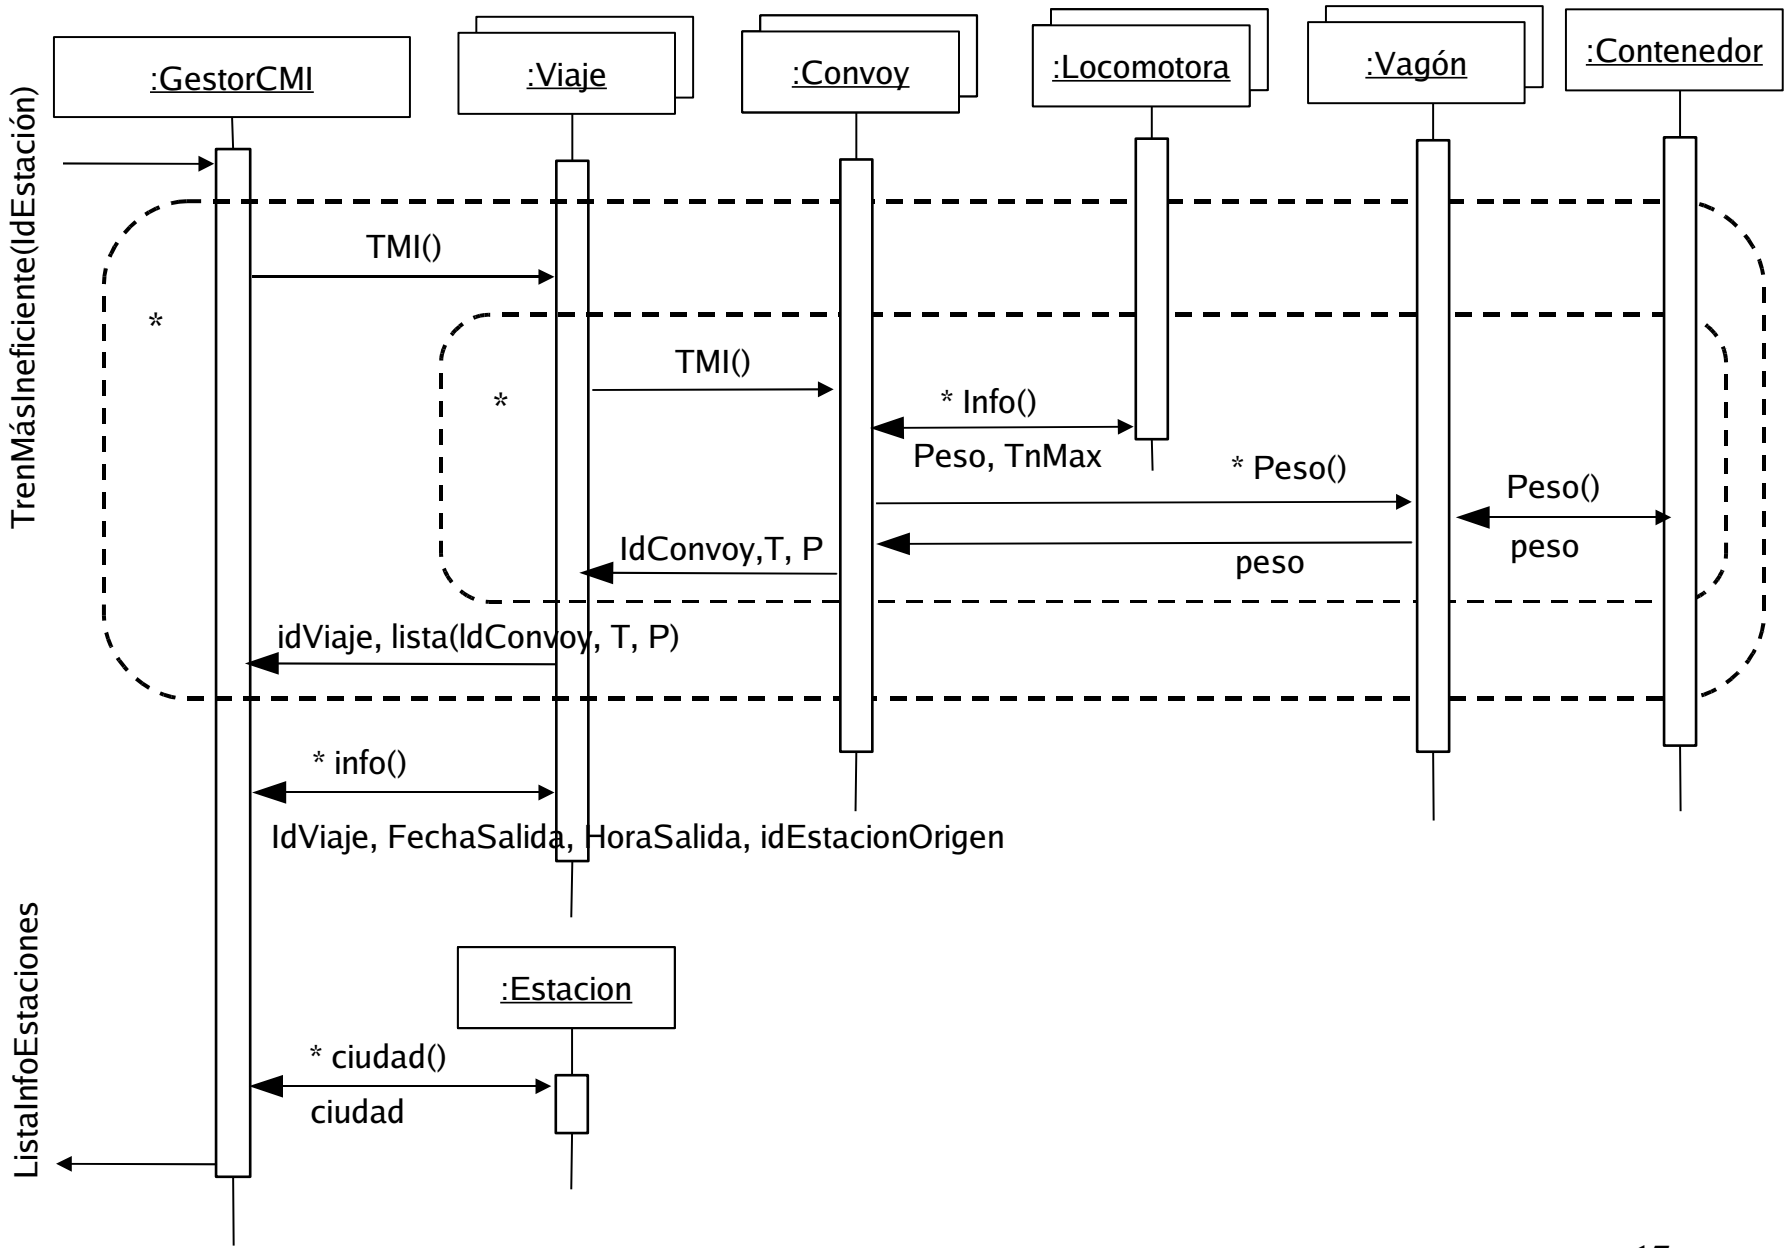 :GestorCMI
:Viaje
:Convoy
:Locomotora
:Vagón
:Contenedor
TrenMásIneficiente(IdEstación)
TMI()
*
TMI()
*
* Info()
Peso, TnMax
* Peso()
Peso()
peso
IdConvoy,T, P
peso
idViaje, lista(IdConvoy, T, P)
* info()
IdViaje, FechaSalida, HoraSalida, idEstacionOrigen
ListaInfoEstaciones
:Estacion
* ciudad()
ciudad